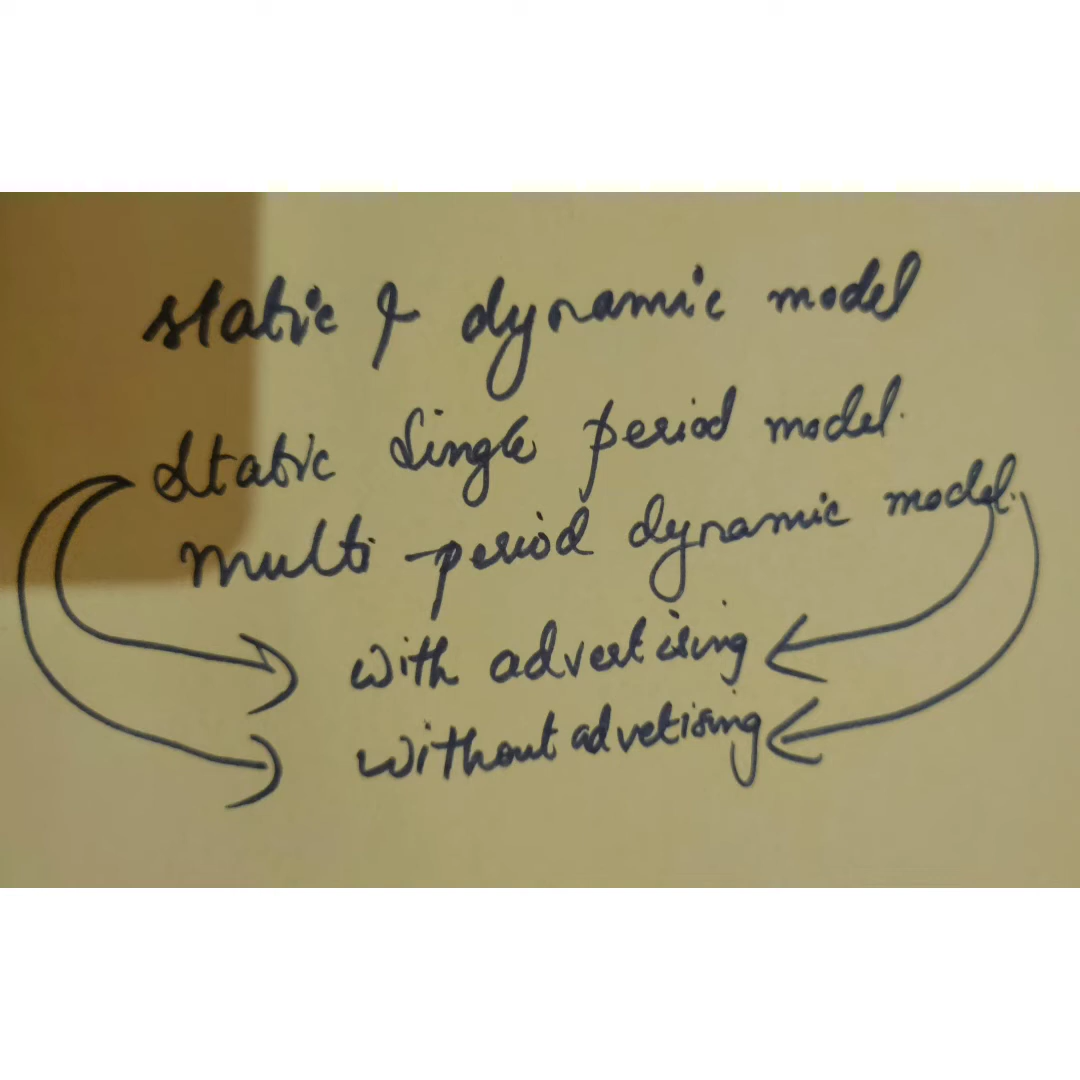 static & dynamic model
Static Single period model.
multi-period dynamic model.
with advertising
without advetising